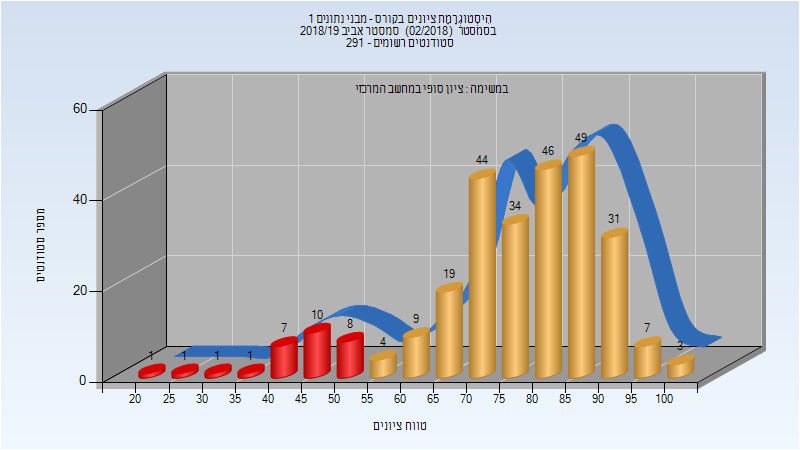 היסטוגרמת ציונים בקורס - מבני נתונים 1
בסמסטר (02/2018) סמסטר אביב 2018/19
סטודנטים רשומים - 291
במשימה : ציון סופי במחשב המרכזי
מספר סטודנטים
60
40
20
0
1 1 1 1 7 10 8 4 9 19 44 34 46 49 31 7 3
20 25 30 35 40 45 50 55 60 65 70 75 80 85 90 95 100
טווח ציונים